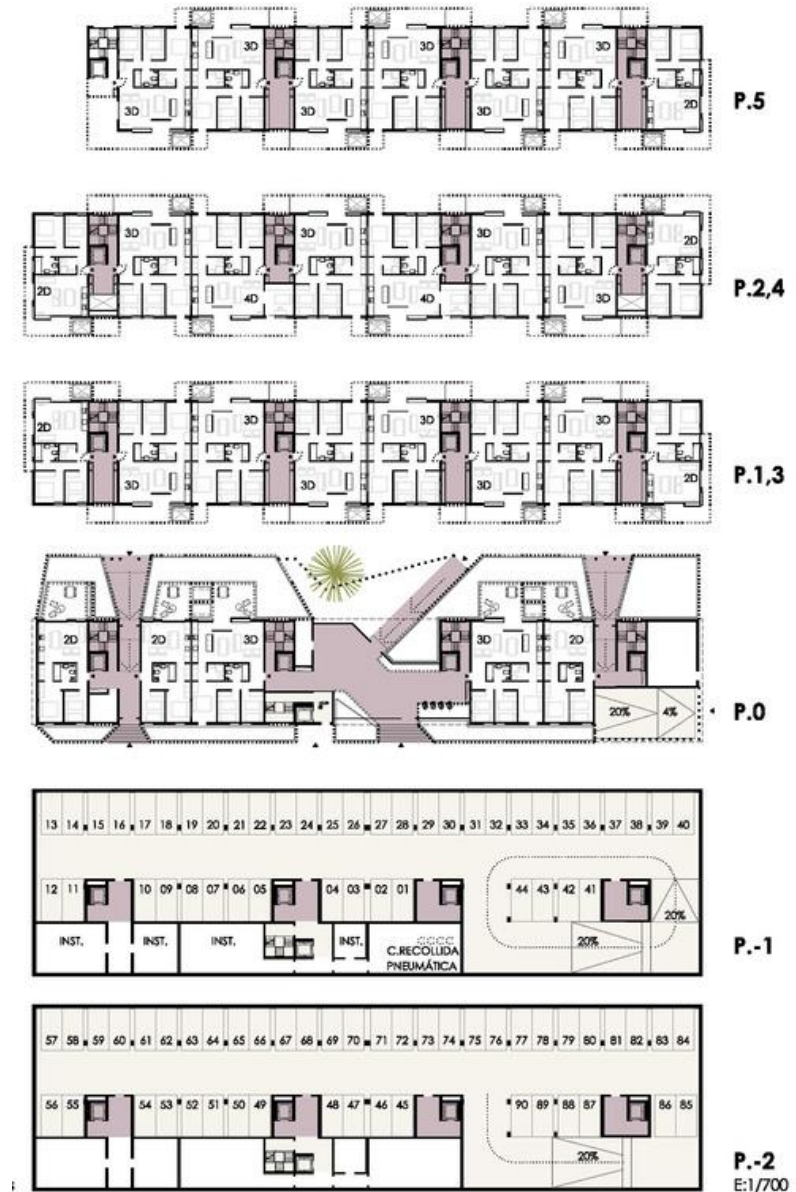 3D 3D 3D
3D 3D 3D 2D
P.5
3D 3D 3D 2D
2D 4D 4D 3D
P.2,4
2D 3D 3D 3D
3D 3D 3D 2D
P.1,3
2D 2D 3D 3D 2D
20% 4%
P.0
13 14 15 16 17 18 19 20 21 22 23 24 25 26 27 28 29 30 31 32 33 34 35 36 37 38 39 40
12 11 10 09 08 07 06 05 04 03 02 01 44 43 42 41
20%
INST. INST. INST. INST. 20%
C.RECOLLIDA
PNEUMÁTICA
P.-1
57 58 59 60 61 62 63 64 65 66 67 68 69 70 71 72 73 74 75 76 77 78 79 80 81 82 83 84
56 55 54 53 52 51 50 49 48 47 46 45 90 89 88 87 86 85
20%
P.-2
E:1/700